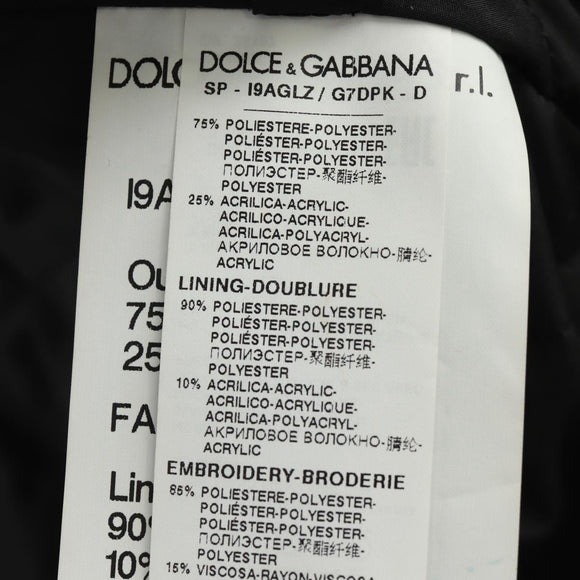 DOLCE & GABBANA
SP - I9AGLZ / G7DPK - D
75% POLIESTERE-POLYESTER-
POLIÉSTER-POLYESTER-
POLIÉSTER-POLYESTER-
ПОЛИЭСТЕР-聚酯纤维-
POLYESTER
25% ACRILICA-ACRYLIC-
ACRILICO-ACRYLIQUE-
ACRILICA-POLYACRYL-
АКРИЛОВОЕ ВОЛОКНО-腈纶-
ACRYLIC
LINING-DOUBLURE
90% POLIESTERE-POLYESTER-
POLIÉSTER-POLYESTER-
POLIÉSTER-POLYESTER-
ПОЛИЭСТЕР-聚酯纤维-
POLYESTER
10% ACRILICA-ACRYLIC-
ACRILICO-ACRYLIQUE-
ACRILICA-POLYACRYL-
АКРИЛОВОЕ ВОЛОКНО-腈纶-
ACRYLIC
EMBROIDERY-BRODERIE
85% POLIESTERE-POLYESTER-
POLIÉSTER-POLYESTER-
POLIÉSTER-POLYESTER-
ПОЛИЭСТЕР-聚酯纤维-
POLYESTER
15% VISCOSA-RAYON-VISCOSE-
DOLC
r.l.
I9A
Ou
75
25
FA
Lin
90%
10%